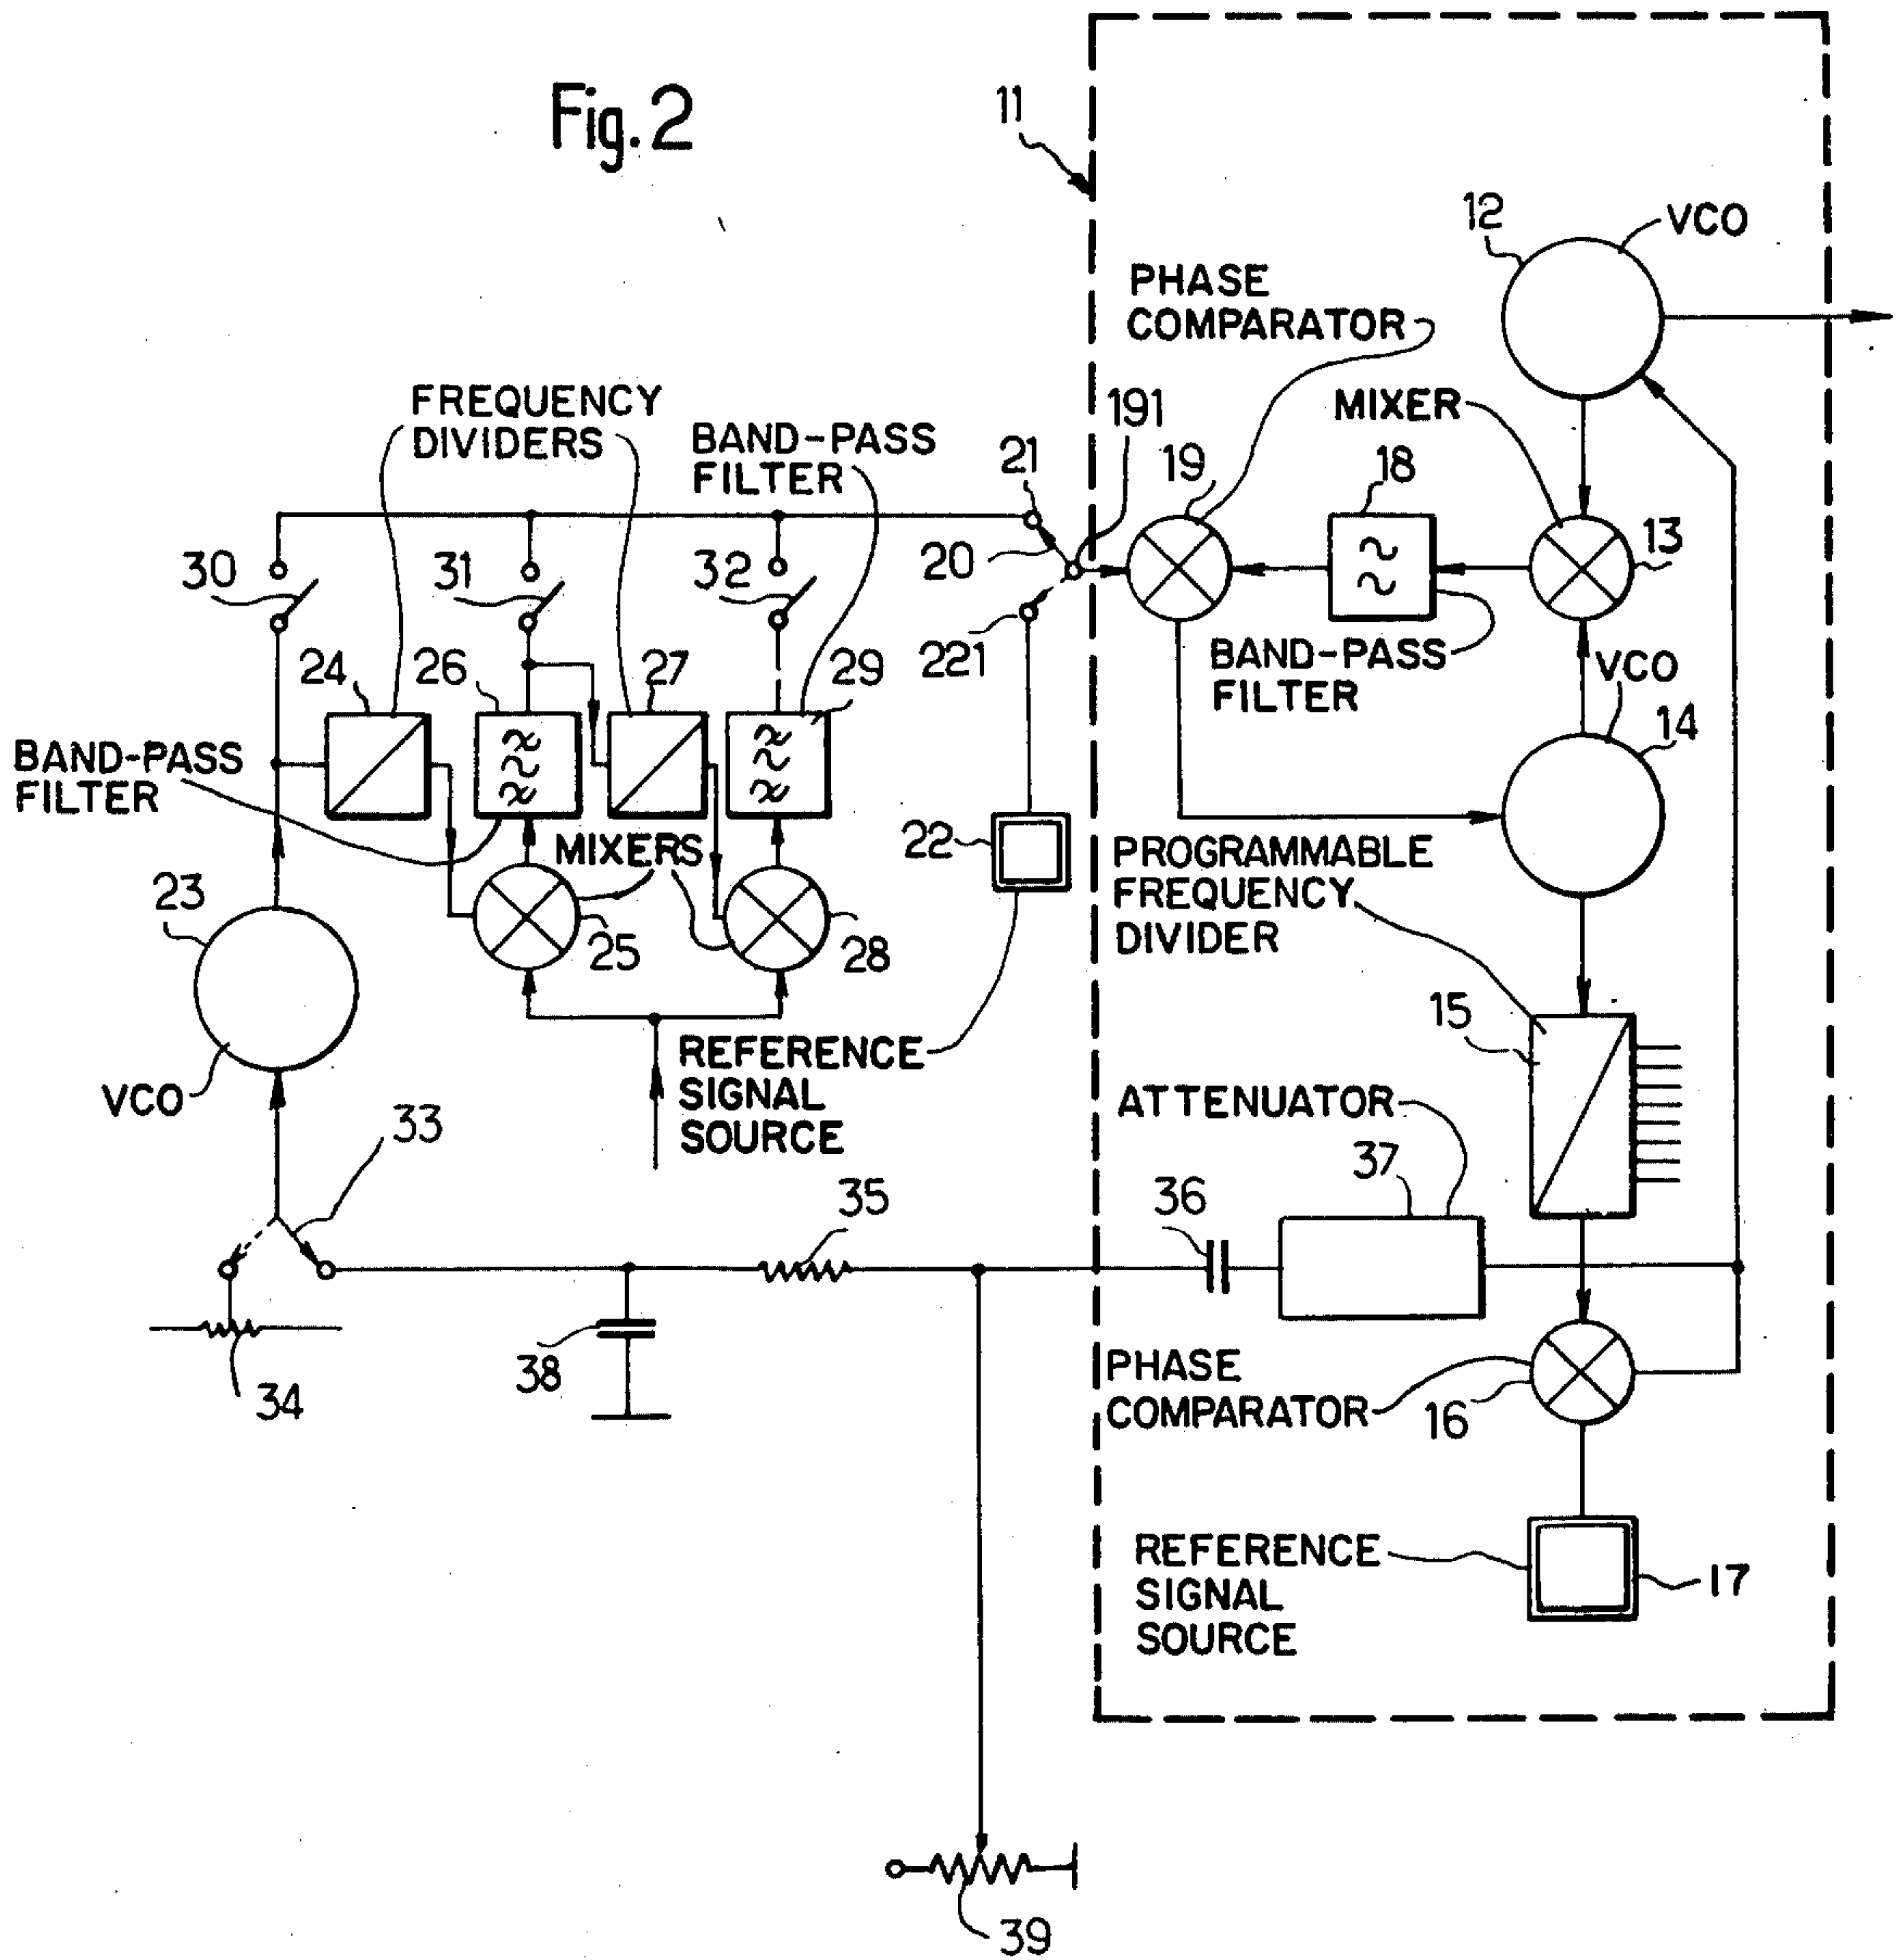 Fig. 2
11
12
VCO
PHASE
COMPARATOR
MIXER
FREQUENCY
DIVIDERS
BAND-PASS
FILTER
191
21
19
18
20
13
30
31
32
221
BAND-PASS
FILTER
VCO
24
26
27
29
14
BAND-PASS
FILTER
MIXERS
22
PROGRAMMABLE
FREQUENCY
DIVIDER
23
25
28
15
REFERENCE
SIGNAL
SOURCE
VCO
33
ATTENUATOR
35
36
37
38
34
PHASE
COMPARATOR
16
REFERENCE
SIGNAL
SOURCE
17
39